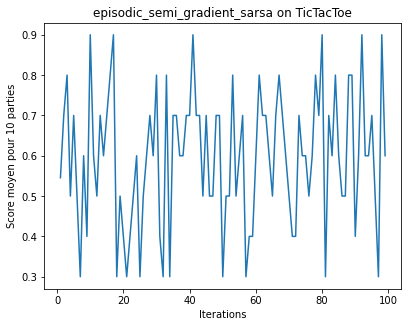 episodic_semi_gradient_sarsa on TicTacToe
Score moyen pour 10 parties
0.9
0.8
0.7
0.6
0.5
0.4
0.3
0 20 40 60 80 100
Iterations